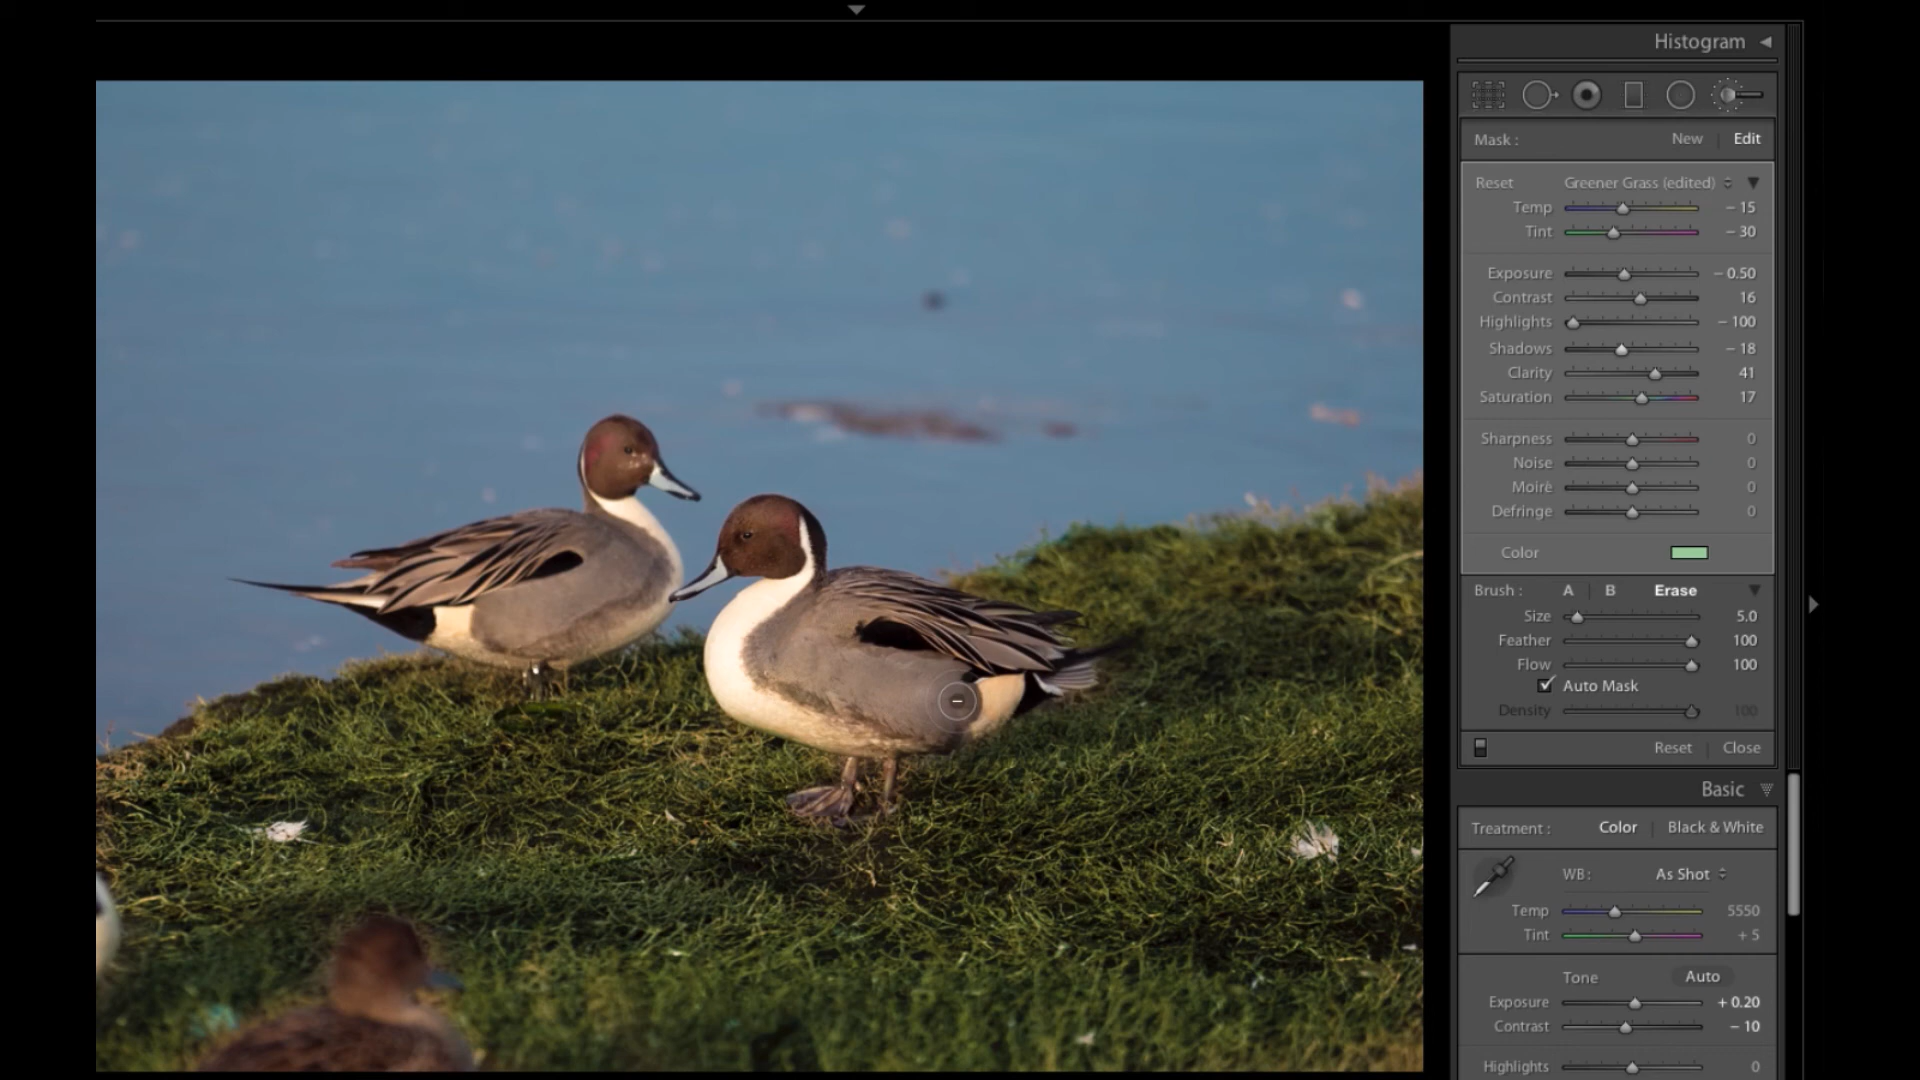 Histogram
Mask : New | Edit
Reset Greener Grass (edited)
Temp – 15
Tint – 30
Exposure – 0.50
Contrast 16
Highlights – 100
Shadows – 18
Clarity 41
Saturation 17
Sharpness 0
Noise 0
Moirè 0
Defringe 0
Color
Brush : A | B Erase
Size 5.0
Feather 100
Flow 100
Auto Mask
Density 100
Reset | Close
Basic
Treatment : Color | Black & White
WB : As Shot
Temp 5550
Tint + 5
Tone Auto
Exposure + 0.20
Contrast – 10
Highlights 0